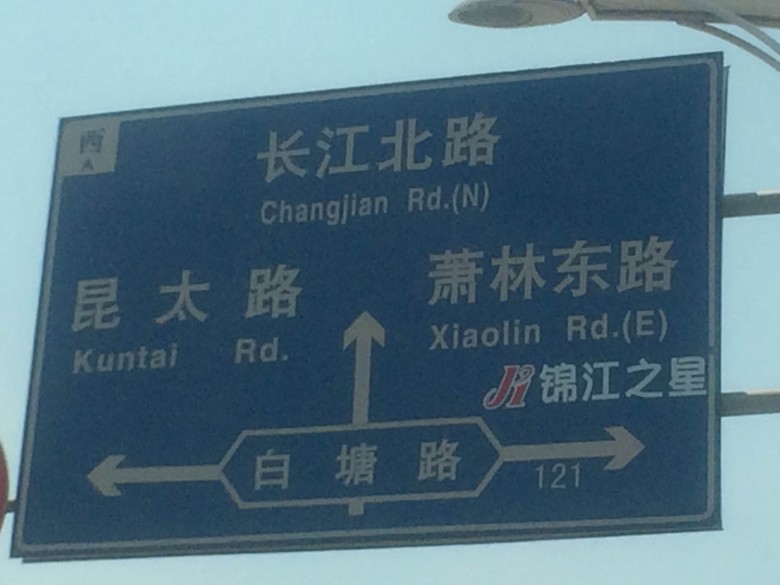 西
长江北路
Changjian Rd.(N)
昆太路
Kuntai Rd.
萧林东路
Xiaolin Rd.(E)
锦江之星
白塘路
121